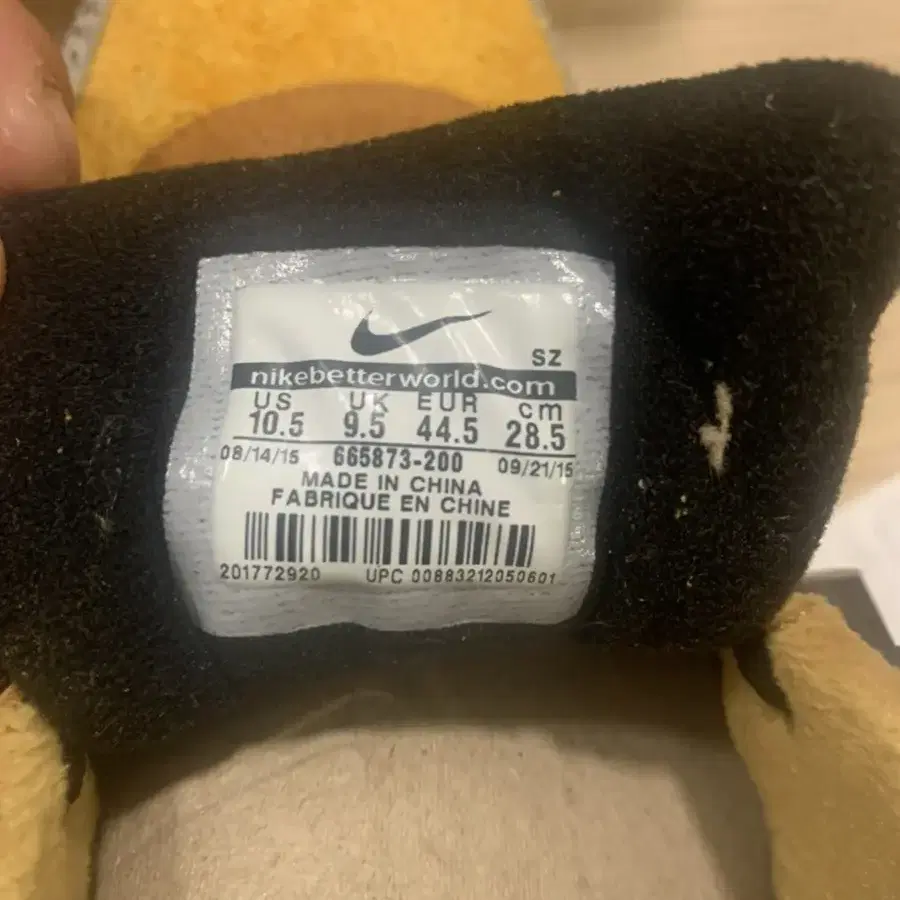 SZ
nikebetterworld.com
US UK EUR cm
10.5 9.5 44.5 28.5
08/14/15 665873-200 09/21/15
MADE IN CHINA
FABRIQUE EN CHINE
201772920 UPC 00883212050601